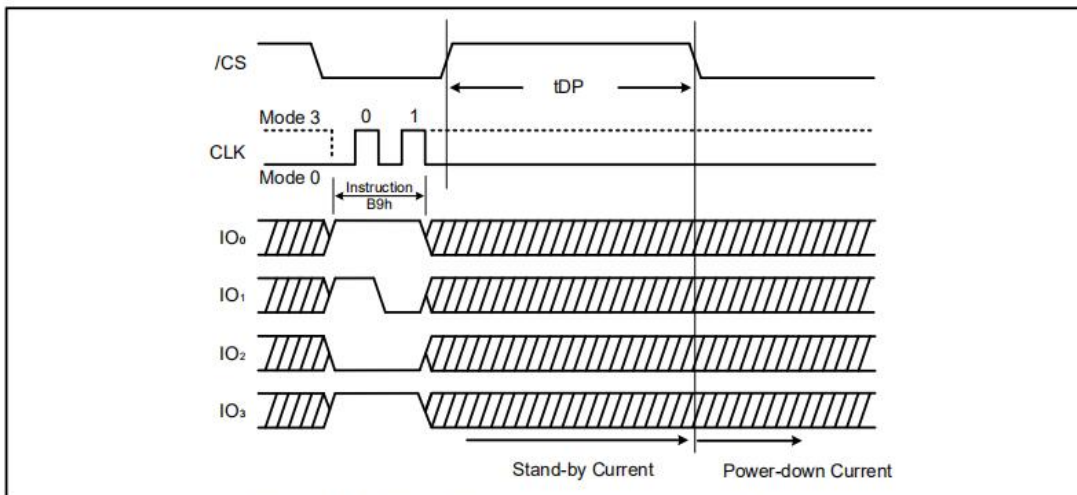 /CS
tDP
Mode 3
0
1
CLK
Mode 0
Instruction
B9h
IO₀
IO₁
IO₂
IO₃
Stand-by Current
Power-down Current